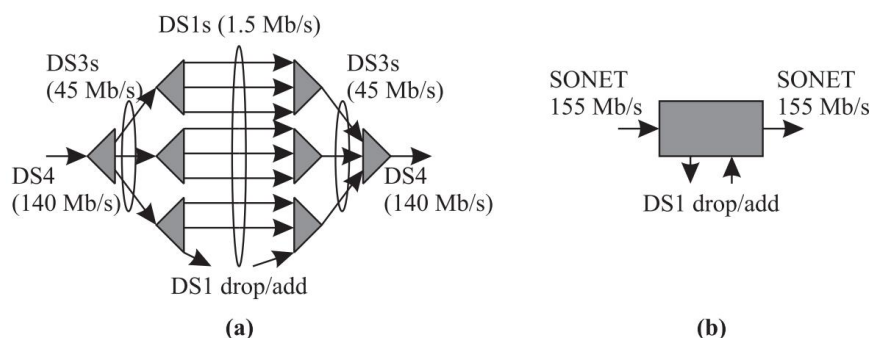 DS1s (1.5 Mb/s)
DS3s
(45 Mb/s)
DS3s
(45 Mb/s)
DS4
(140 Mb/s)
DS4
(140 Mb/s)
DS1 drop/add
(a)
SONET
155 Mb/s
SONET
155 Mb/s
DS1 drop/add
(b)